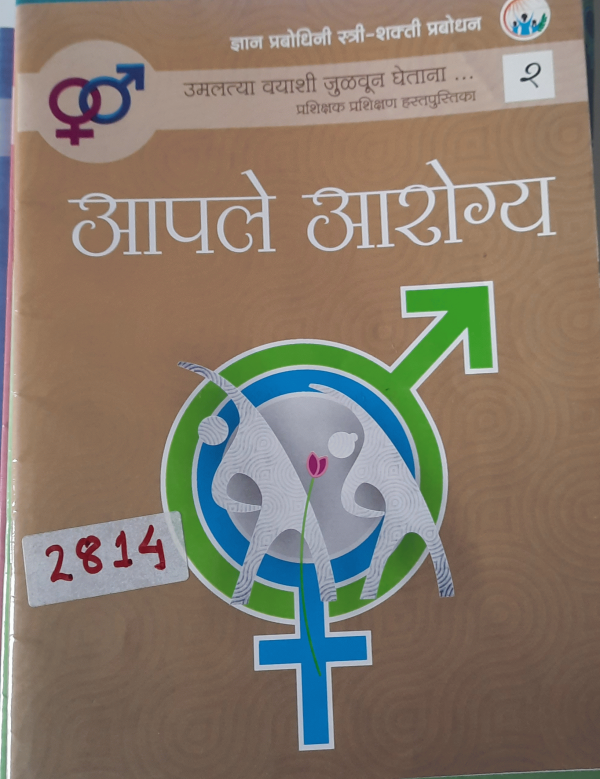 ज्ञान प्रबोधिनी स्त्री-शक्ती प्रबोधन
उमलत्या वयाशी जुळवून घेताना ...
प्रशिक्षक प्रशिक्षण हस्तपुस्तिका
२
आपले आरोग्य
2814